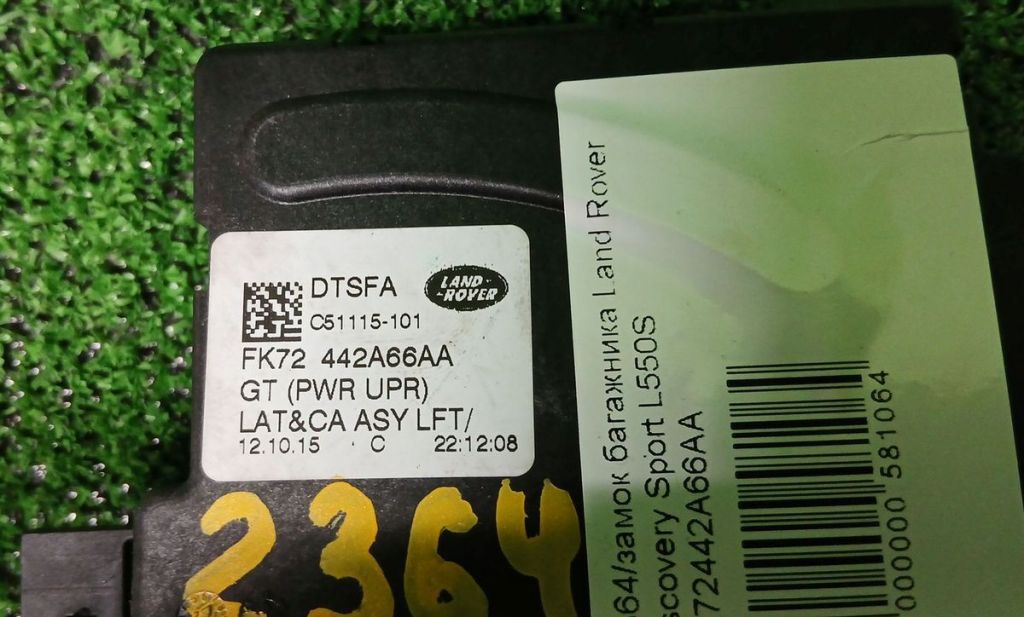 DTSFA
LAND-
-ROVER
C51115-101
FK72 442A66AA
GT (PWR UPR)
LAT&CA ASY LFT/
12.10.15 C 22:12:08
2364
64/замок багажника Land Rover
scovery Sport L550S
72442A66AA
0000000 581064